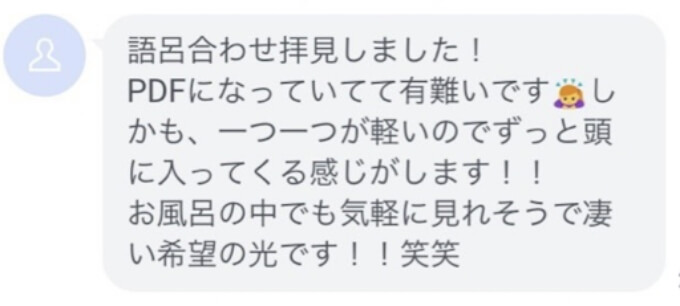 語呂合わせ拝見しました！
PDFになっていてて有難いです🙇し
かも、一つ一つが軽いのでずっと頭
に入ってくる感じがします！！
お風呂の中でも気軽に見れそうで凄
い希望の光です！！笑笑